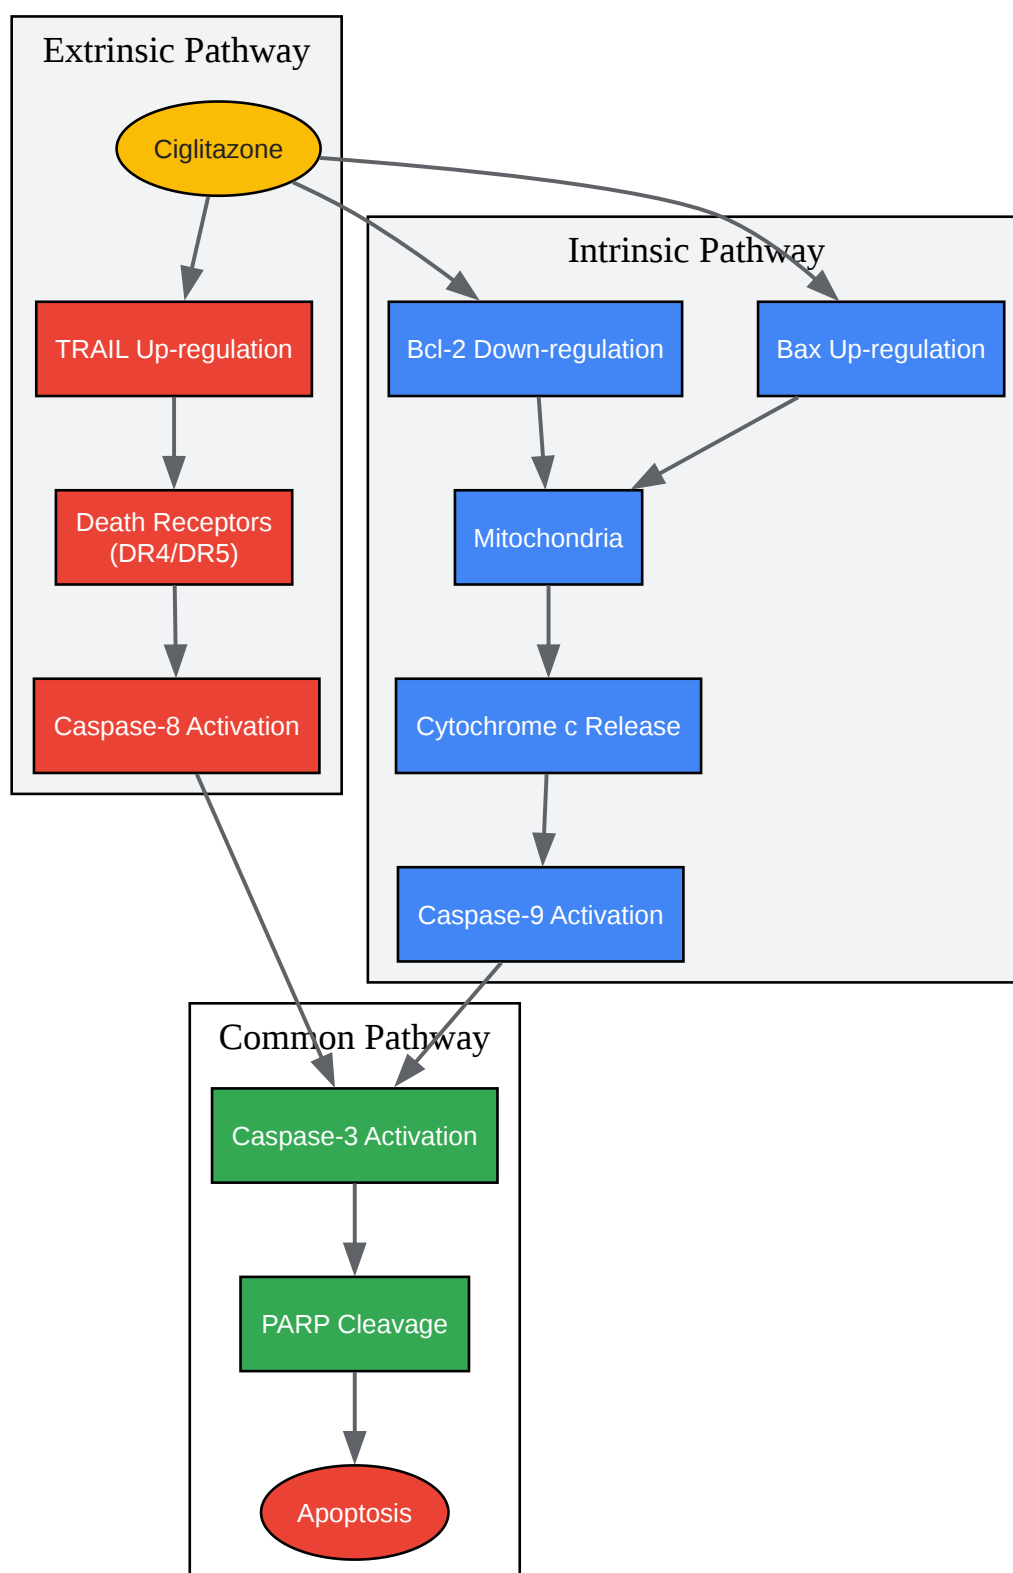 Extrinsic Pathway
Ciglitazone
Intrinsic Pathway
TRAIL Up-regulation
Bcl-2 Down-regulation
Bax Up-regulation
Death Receptors
(DR4/DR5)
Mitochondria
Caspase-8 Activation
Cytochrome c Release
Caspase-9 Activation
Common Pathway
Caspase-3 Activation
PARP Cleavage
Apoptosis